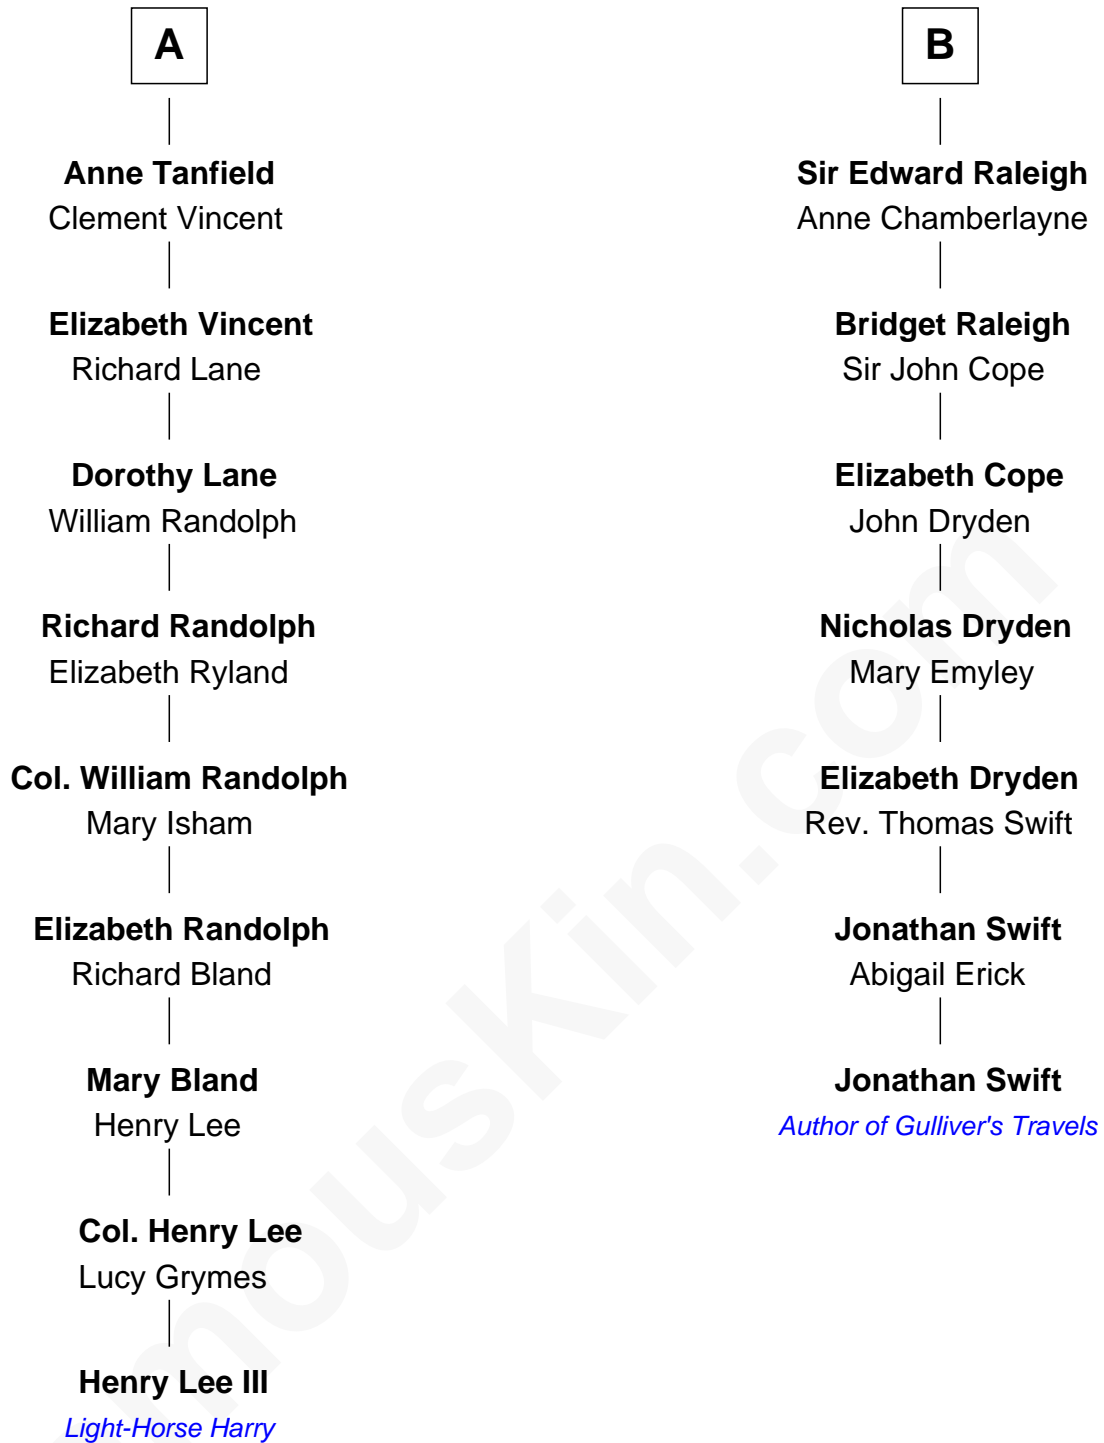 A
Anne Tanfield
Clement Vincent
Elizabeth Vincent
Richard Lane
Dorothy Lane
William Randolph
Richard Randolph
Elizabeth Ryland
Col. William Randolph
Mary Isham
Elizabeth Randolph
Richard Bland
Mary Bland
Henry Lee
Col. Henry Lee
Lucy Grymes
Henry Lee III
Light-Horse Harry
B
Sir Edward Raleigh
Anne Chamberlayne
Bridget Raleigh
Sir John Cope
Elizabeth Cope
John Dryden
Nicholas Dryden
Mary Emyley
Elizabeth Dryden
Rev. Thomas Swift
Jonathan Swift
Abigail Erick
Jonathan Swift
Author of Gulliver's Travels
mousKin.com